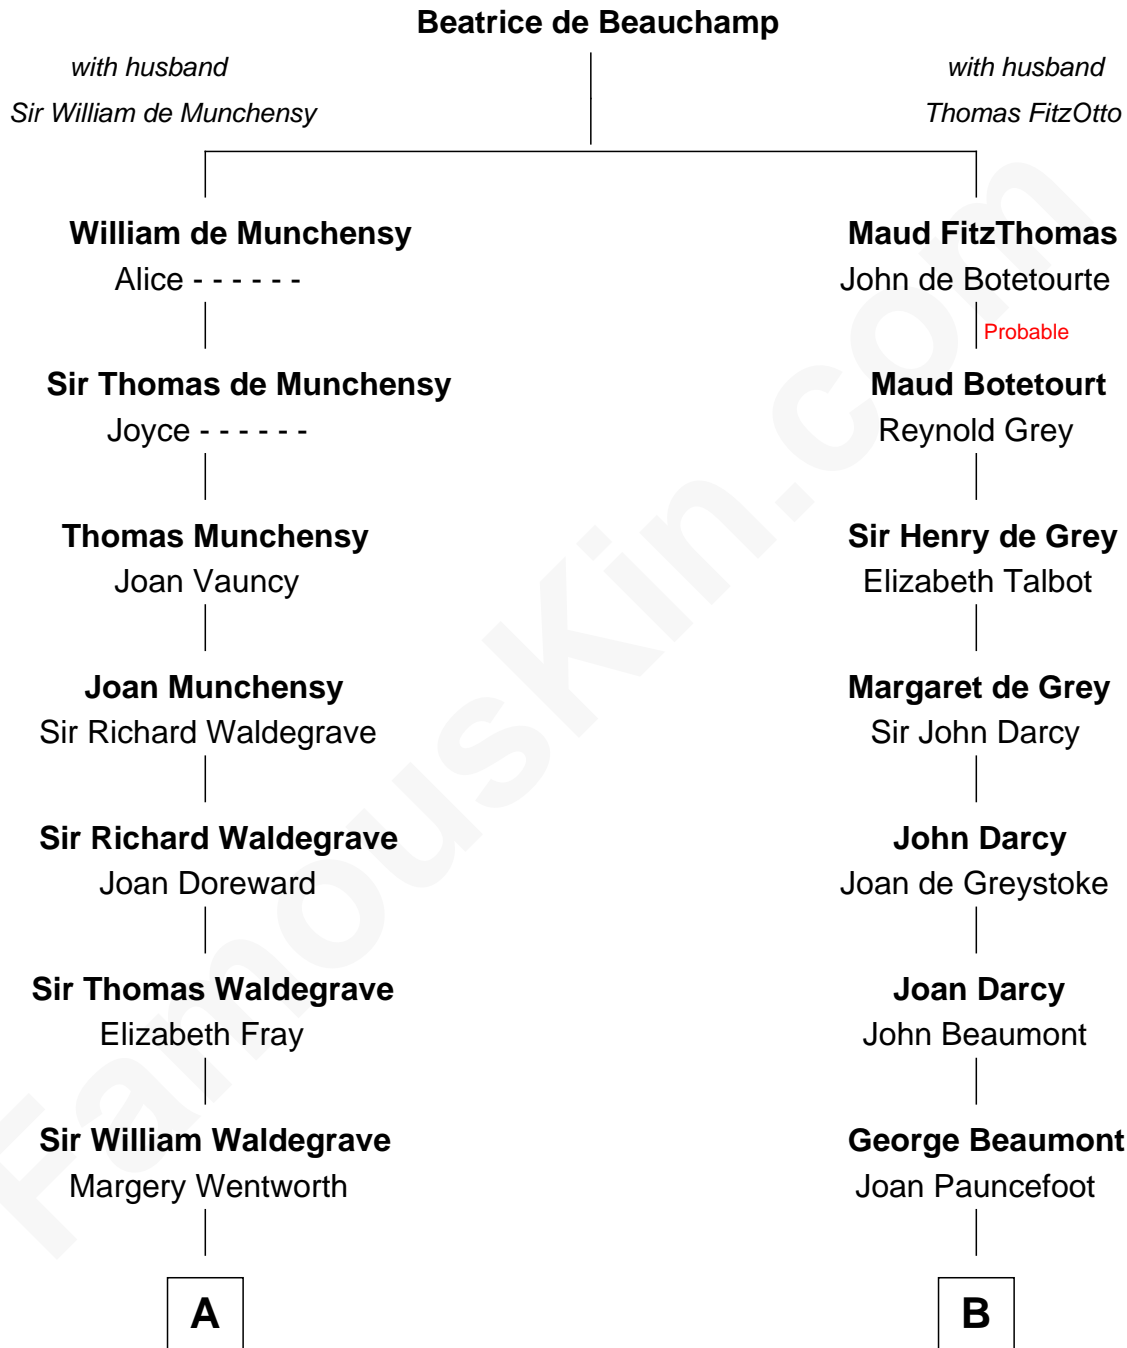 Beatrice de Beauchamp
with husband
Sir William de Munchensy
with husband
Thomas FitzOtto
William de Munchensy
Alice - - - - - -
Maud FitzThomas
John de Botetourte
Probable
Sir Thomas de Munchensy
Joyce - - - - - -
Maud Botetourt
Reynold Grey
Thomas Munchensy
Joan Vauncy
Sir Henry de Grey
Elizabeth Talbot
Joan Munchensy
Sir Richard Waldegrave
Margaret de Grey
Sir John Darcy
Sir Richard Waldegrave
Joan Doreward
John Darcy
Joan de Greystoke
Sir Thomas Waldegrave
Elizabeth Fray
Joan Darcy
John Beaumont
Sir William Waldegrave
Margery Wentworth
George Beaumont
Joan Pauncefoot
A
B
FamousKin.com